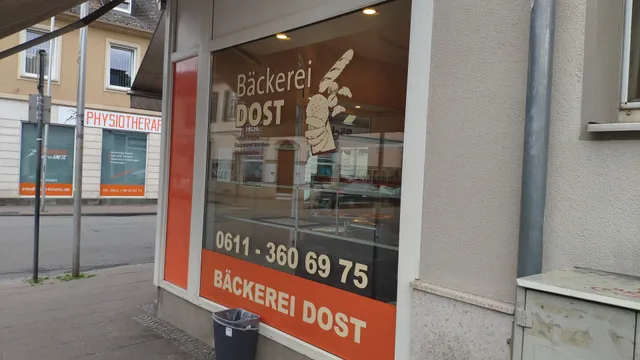 PHYSIOTHERAP
Bäckerei
DOST
0611 - 360 69 75
BÄCKEREI DOST